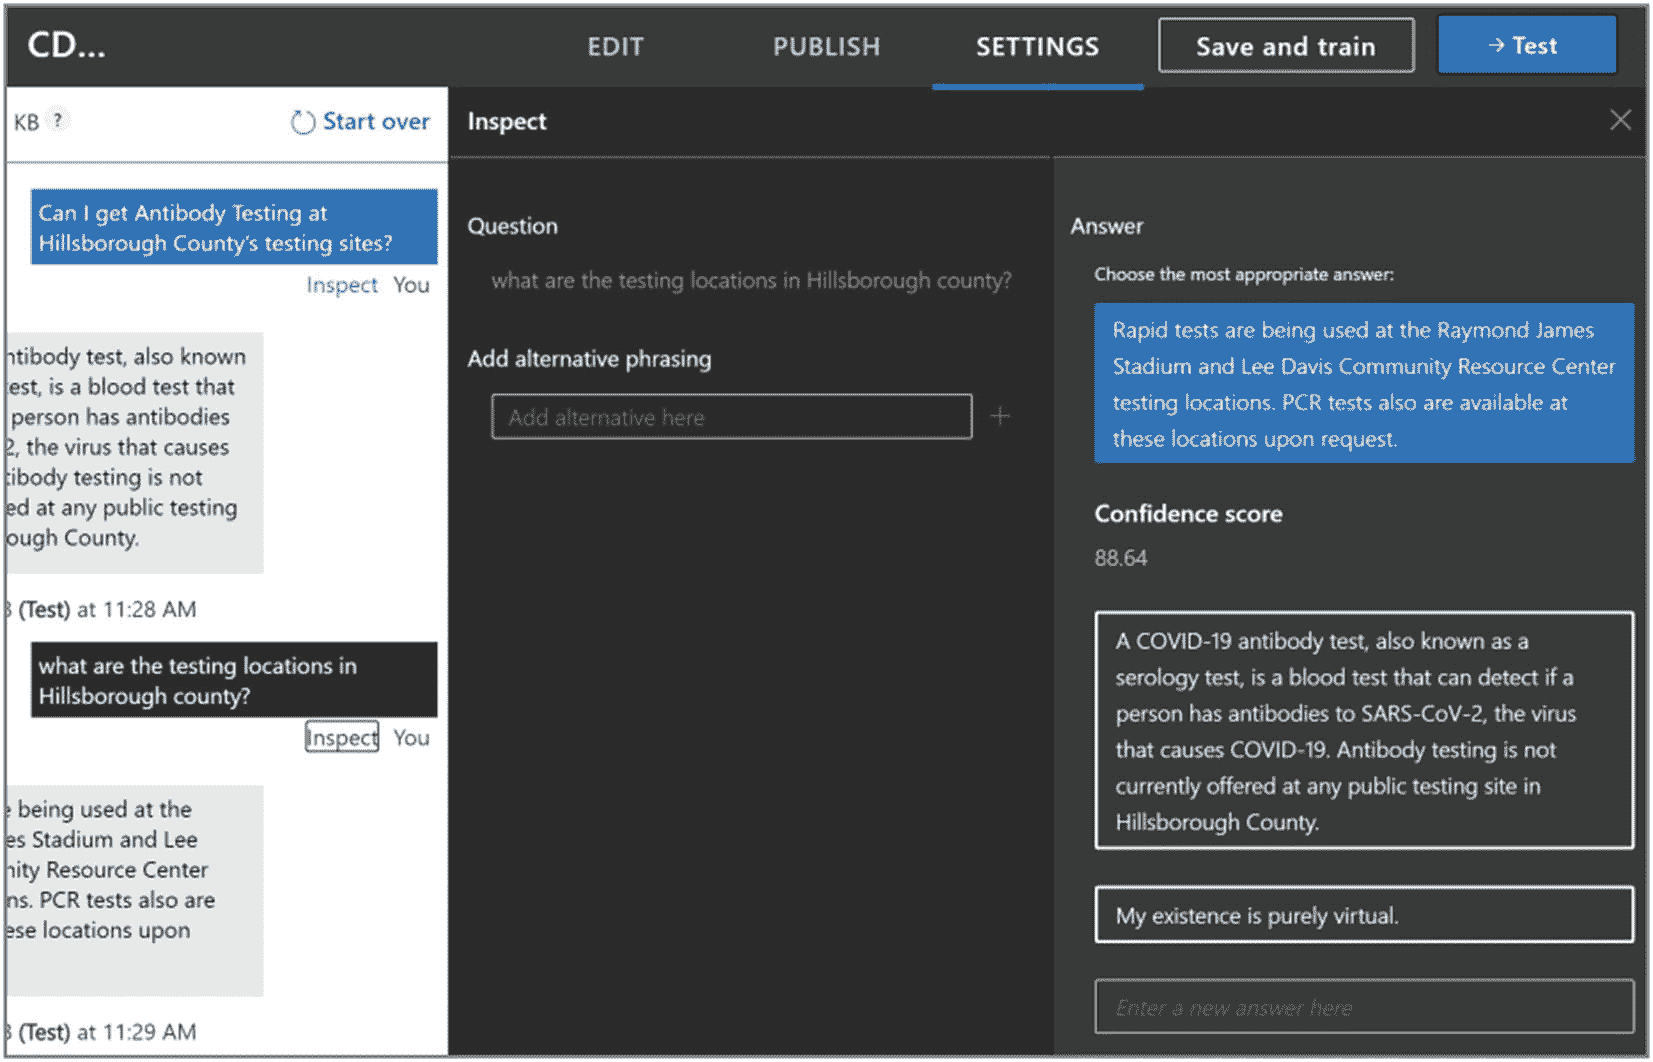 CD...
EDIT
PUBLISH
SETTINGS
Save and train
→ Test
KB ?
Start over
Can I get Antibody Testing at
Hillsborough County's testing sites?
Inspect You
ntibody test, also known
est, is a blood test that
person has antibodies
2, the virus that causes
tibody testing is not
ed at any public testing
ough County.
(Test) at 11:28 AM
what are the testing locations in
Hillsborough county?
Inspect You
being used at the
es Stadium and Lee
nity Resource Center
ns. PCR tests also are
ese locations upon
(Test) at 11:29 AM
Inspect
Question
what are the testing locations in Hillsborough county?
Add alternative phrasing
Add alternative here
Answer
Choose the most appropriate answer:
Rapid tests are being used at the Raymond James
Stadium and Lee Davis Community Resource Center
testing locations. PCR tests also are available at
these locations upon request.
Confidence score
88.64
A COVID-19 antibody test, also known as a
serology test, is a blood test that can detect if a
person has antibodies to SARS-CoV-2, the virus
that causes COVID-19. Antibody testing is not
currently offered at any public testing site in
Hillsborough County.
My existence is purely virtual.
Enter a new answer here